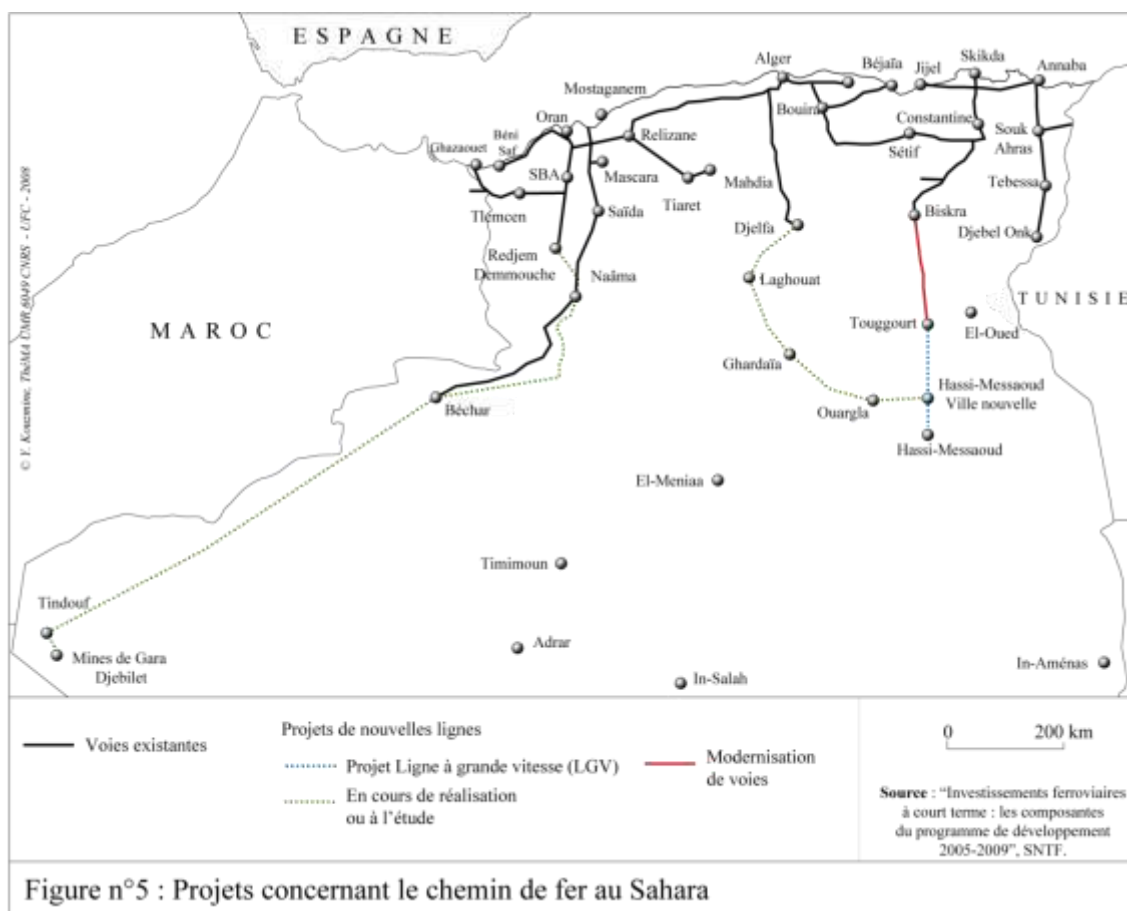 ESPAGNE
Alger
Béjaïa
Jijel
Skikda
Annaba
Mostaganem
Oran
Bouira
Constantine
Béni
Saf
Ghazaouet
Relizane
Sétif
Souk
Ahras
SBA
Mascara
Mahdia
Tiaret
Tebessa
Tlemcen
Saïda
Djelfa
Biskra
Djebel Onk
Redjem
Demmouche
Naâma
Laghouat
TUNISIE
MAROC
Touggourt
El-Oued
Ghardaïa
Hassi-Messaoud
Ville nouvelle
Béchar
Ouargla
Hassi-Messaoud
El-Meniaa
Timimoun
Tindouf
Adrar
Mines de Gara
Djebilet
In-Salah
In-Aménas
© Y. Kouzmine, ThéMA UMR 6049 CNRS - UFC - 2008
Voies existantes
Projets de nouvelles lignes
Projet Ligne à grande vitesse (LGV)
En cours de réalisation
ou à l'étude
Modernisation
de voies
0 200 km
Source : "Investissements ferroviaires
à court terme : les composantes
du programme de développement
2005-2009", SNTF.
Figure n°5 : Projets concernant le chemin de fer au Sahara